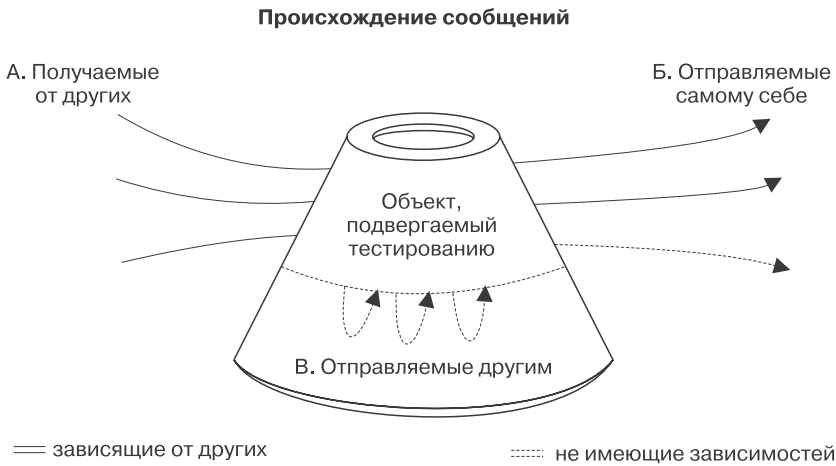 Происхождение сообщений
А. Получаемые
от других
Б. Отправляемые
самому себе
Объект,
подвергаемый
тестированию
В. Отправляемые другим
зависящие от других
не имеющие зависимостей